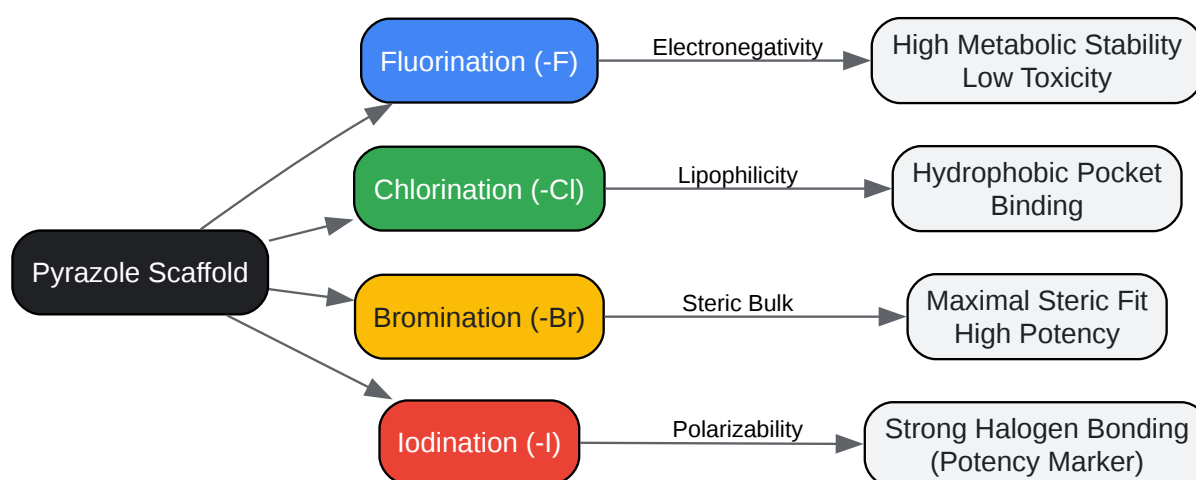 Fluorination (-F)
Electronegativity
High Metabolic Stability
Low Toxicity
Chlorination (-Cl)
Lipophilicity
Hydrophobic Pocket
Binding
Pyrazole Scaffold
Bromination (-Br)
Steric Bulk
Maximal Steric Fit
High Potency
Iodination (-I)
Polarizability
Strong Halogen Bonding
(Potency Marker)